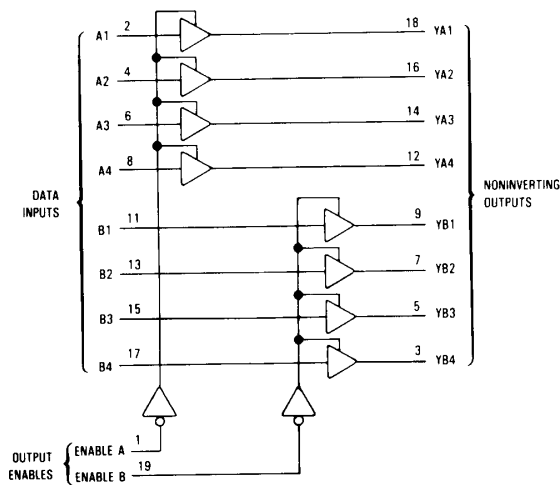 A1 2 18 YA1
A2 4 16 YA2
A3 6 14 YA3
A4 8 12 YA4
DATA
INPUTS
NONINVERTING
OUTPUTS
B1 11 9 YB1
B2 13 7 YB2
B3 15 5 YB3
B4 17 3 YB4
OUTPUT
ENABLES
ENABLE A 1
ENABLE B 19